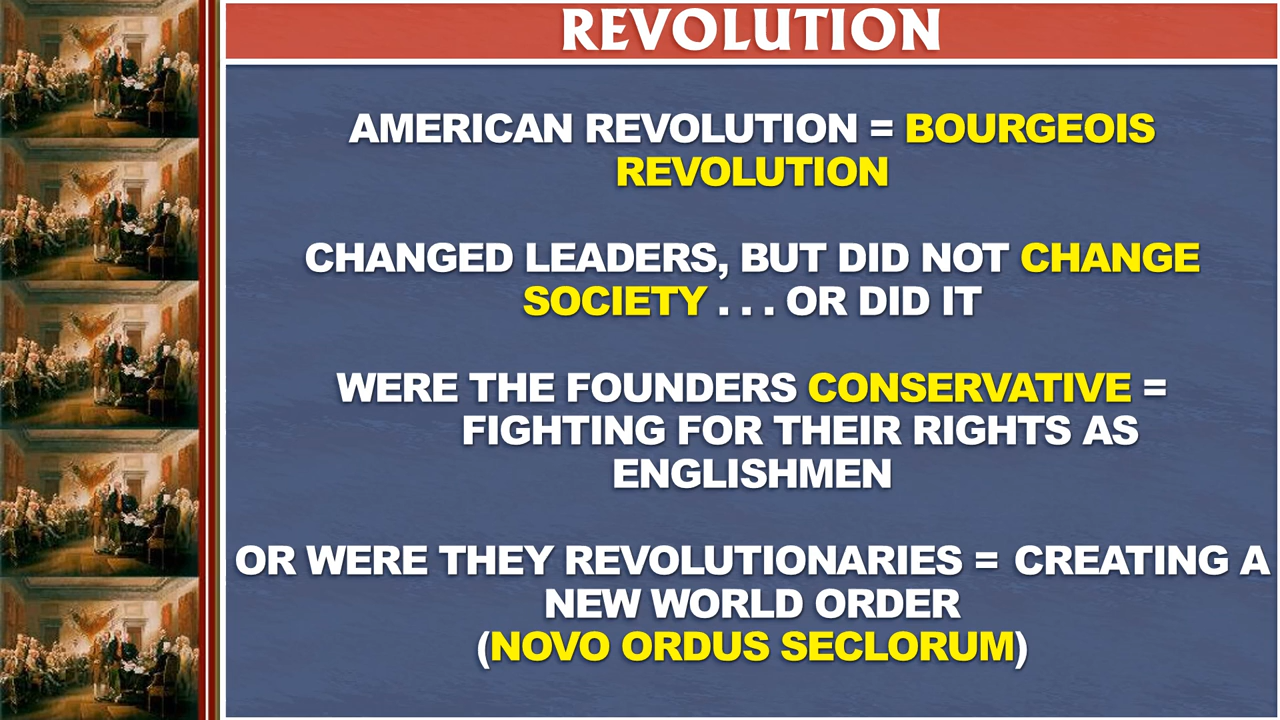 REVOLUTION
AMERICAN REVOLUTION = BOURGEOIS
REVOLUTION
CHANGED LEADERS, BUT DID NOT CHANGE
SOCIETY . . . OR DID IT
WERE THE FOUNDERS CONSERVATIVE =
FIGHTING FOR THEIR RIGHTS AS
ENGLISHMEN
OR WERE THEY REVOLUTIONARIES = CREATING A
NEW WORLD ORDER
(NOVO ORDUS SECLORUM)